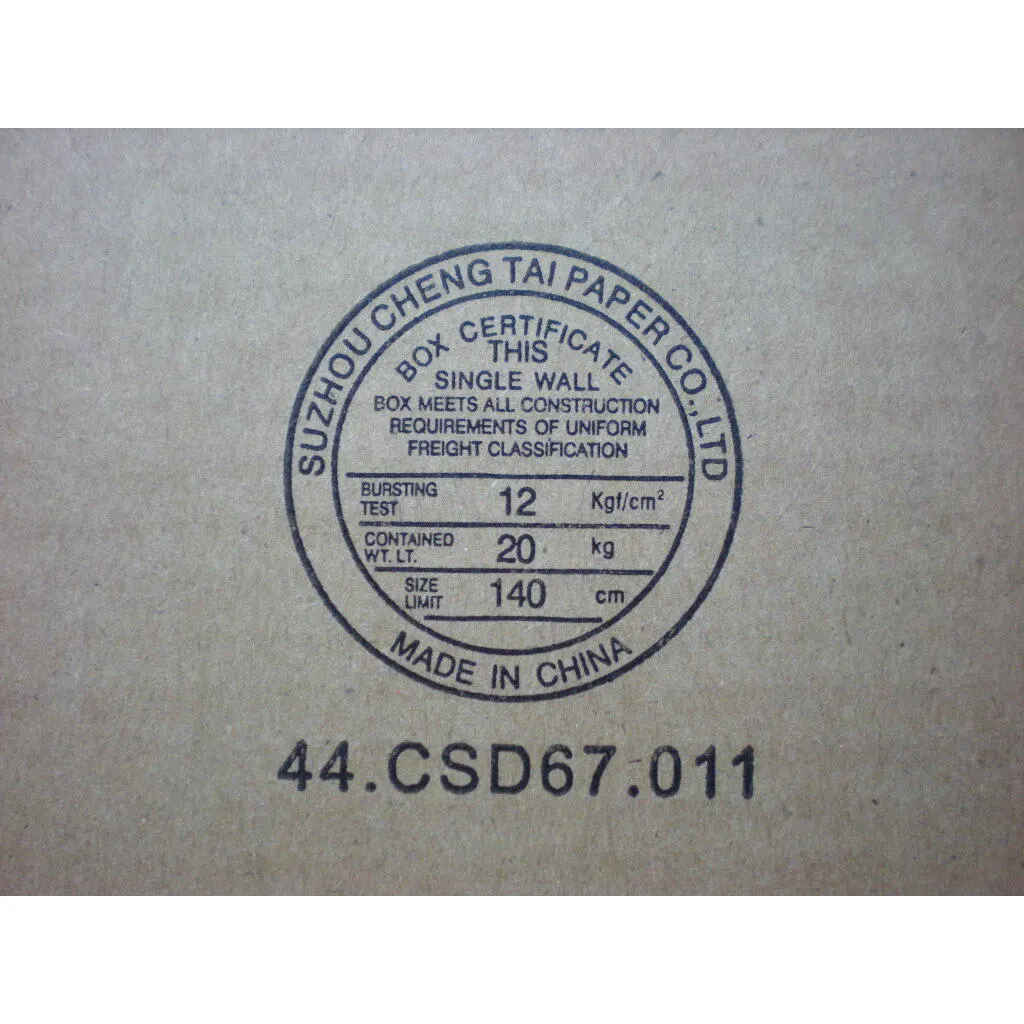 SUZHOU CHENG TAI PAPER CO.,LTD
BOX CERTIFICATE
THIS
SINGLE WALL
BOX MEETS ALL CONSTRUCTION
REQUIREMENTS OF UNIFORM
FREIGHT CLASSIFICATION
BURSTING TEST 12 Kgf/cm²
CONTAINED WT. LT. 20 kg
SIZE LIMIT 140 cm
MADE IN CHINA
44.CSD67.011